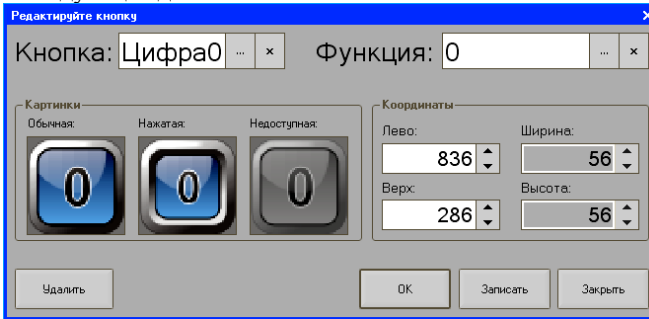 Редактируйте кнопку ×
Кнопка: Цифра0 ... × Функция: 0 ... ×
Картинки Координаты
Обычная: Нажатая: Недоступная: Лево: Ширина:
0 0 0 836 56
Верх: Высота:
286 56
Удалить OK Записать Закрыть